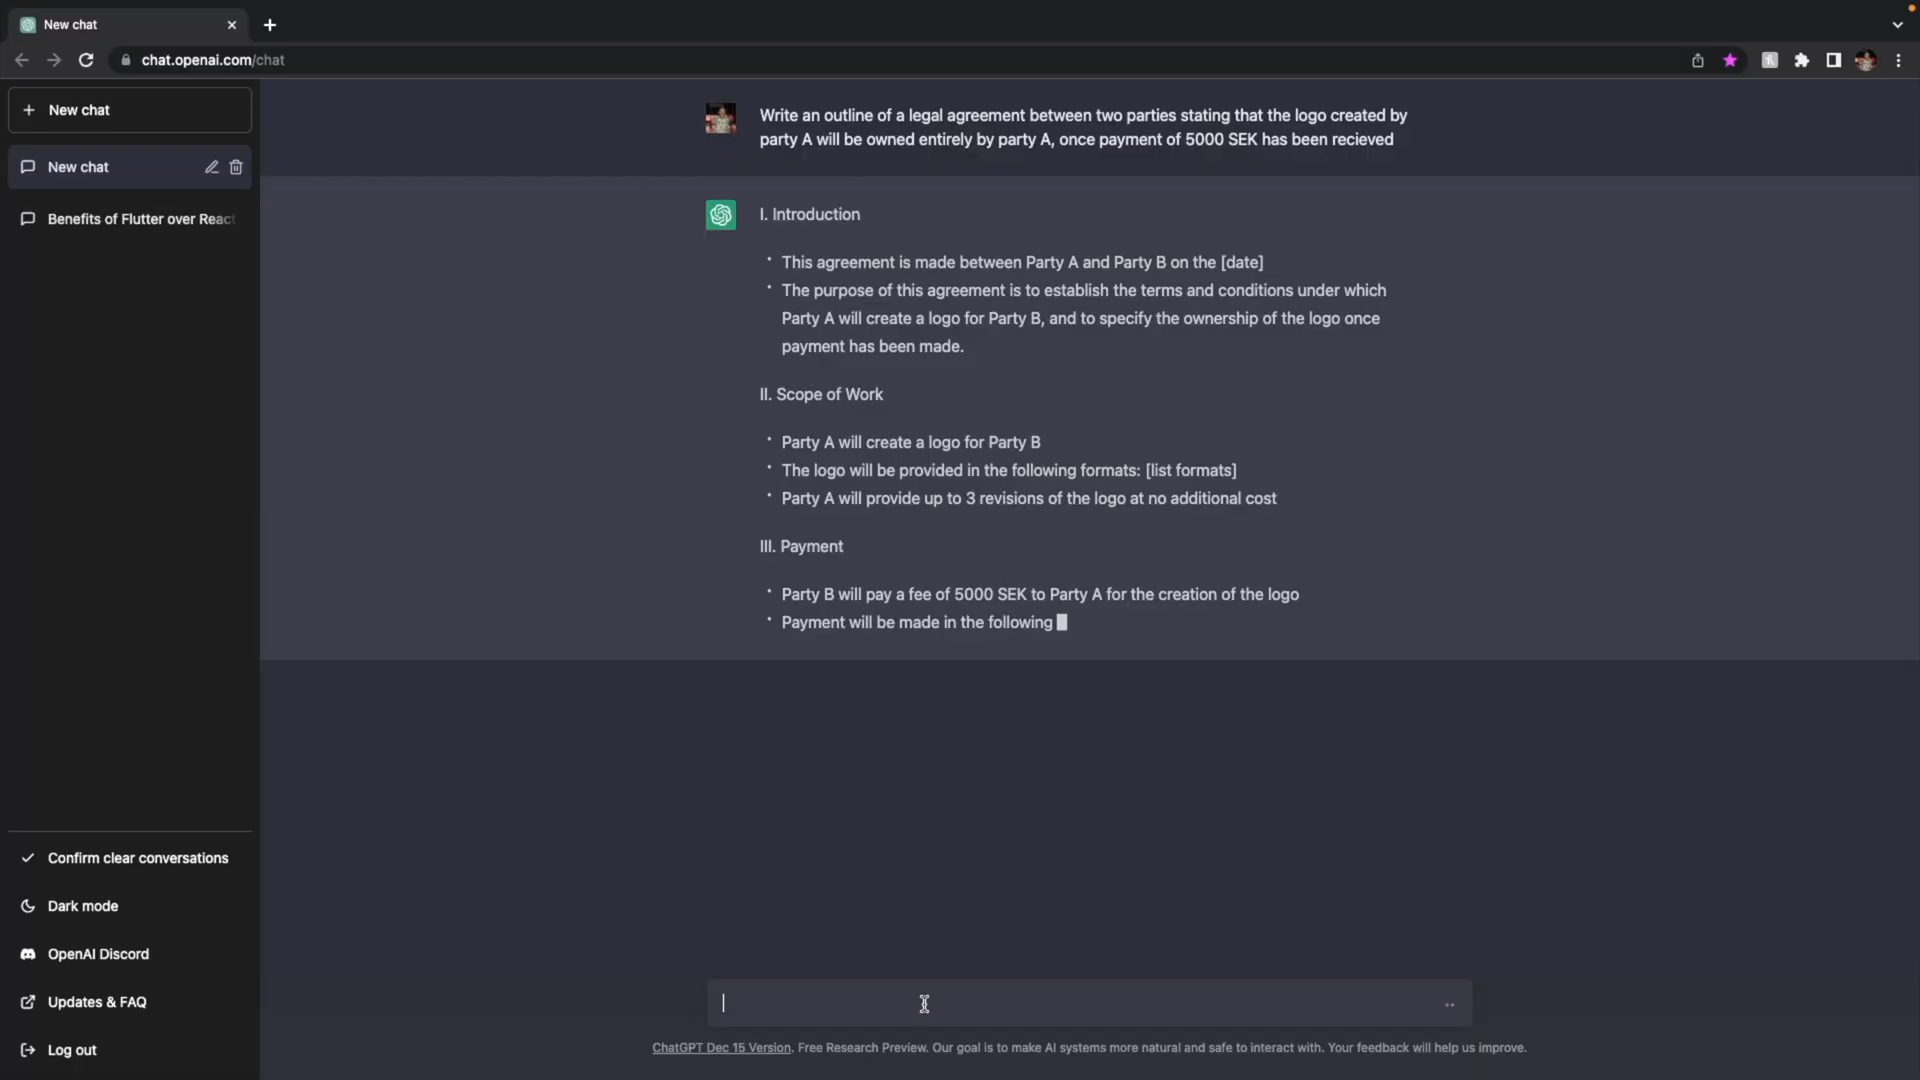 New chat
chat.openai.com/chat
New chat
New chat
Benefits of Flutter over React
Write an outline of a legal agreement between two parties stating that the logo created by
party A will be owned entirely by party A, once payment of 5000 SEK has been recieved
I. Introduction
• This agreement is made between Party A and Party B on the [date]
• The purpose of this agreement is to establish the terms and conditions under which
Party A will create a logo for Party B, and to specify the ownership of the logo once
payment has been made.
II. Scope of Work
• Party A will create a logo for Party B
• The logo will be provided in the following formats: [list formats]
• Party A will provide up to 3 revisions of the logo at no additional cost
III. Payment
• Party B will pay a fee of 5000 SEK to Party A for the creation of the logo
• Payment will be made in the following
Confirm clear conversations
Dark mode
OpenAI Discord
Updates & FAQ
Log out
ChatGPT Dec 15 Version. Free Research Preview. Our goal is to make AI systems more natural and safe to interact with. Your feedback will help us improve.